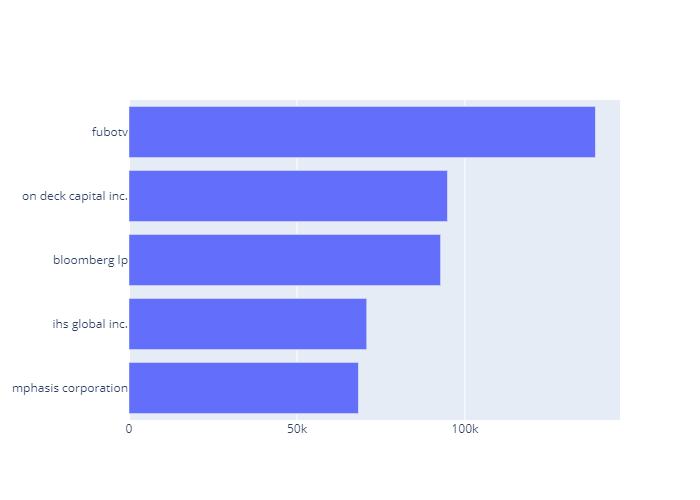 fubotv
on deck capital inc.
bloomberg lp
ihs global inc.
mphasis corporation
0 50k 100k